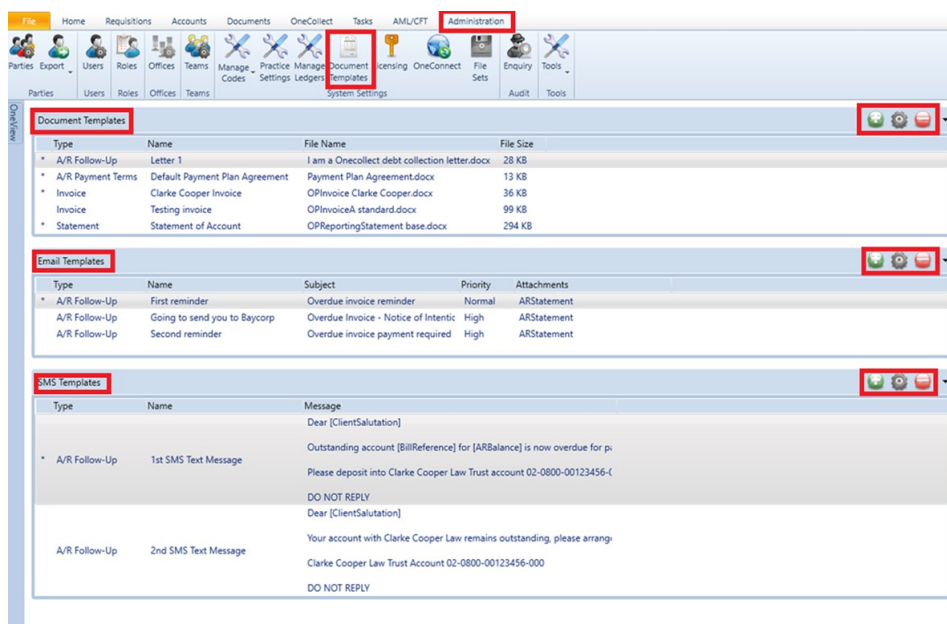 File Home Requisitions Accounts Documents OneCollect Tasks AML/CFT Administration
Parties Export Users Roles Offices Teams Manage Codes Practice Settings Manage Ledgers Document Templates Licensing OneConnect File Sets Enquiry Tools
Parties Users Roles Offices Teams System Settings Audit Tools
OneView
Document Templates
Type Name File Name File Size
* A/R Follow-Up Letter 1 I am a Onecollect debt collection letter.docx 28 KB
* A/R Payment Terms Default Payment Plan Agreement Payment Plan Agreement.docx 13 KB
* Invoice Clarke Cooper Invoice OPInvoice Clarke Cooper.docx 36 KB
Invoice Testing invoice OPInvoiceA standard.docx 99 KB
* Statement Statement of Account OPReportingStatement base.docx 294 KB
Email Templates
Type Name Subject Priority Attachments
* A/R Follow-Up First reminder Overdue invoice reminder Normal ARStatement
A/R Follow-Up Going to send you to Baycorp Overdue Invoice - Notice of Intentic High ARStatement
A/R Follow-Up Second reminder Overdue invoice payment required High ARStatement
SMS Templates
Type Name Message
Dear [ClientSalutation]
Outstanding account [BillReference] for [ARBalance] is now overdue for
* A/R Follow-Up 1st SMS Text Message
Please deposit into Clarke Cooper Law Trust account 02-0800-00123456-
DO NOT REPLY
Dear [ClientSalutation]
Your account with Clarke Cooper Law remains outstanding, please
A/R Follow-Up 2nd SMS Text Message
Clarke Cooper Law Trust Account 02-0800-00123456-000
DO NOT REPLY